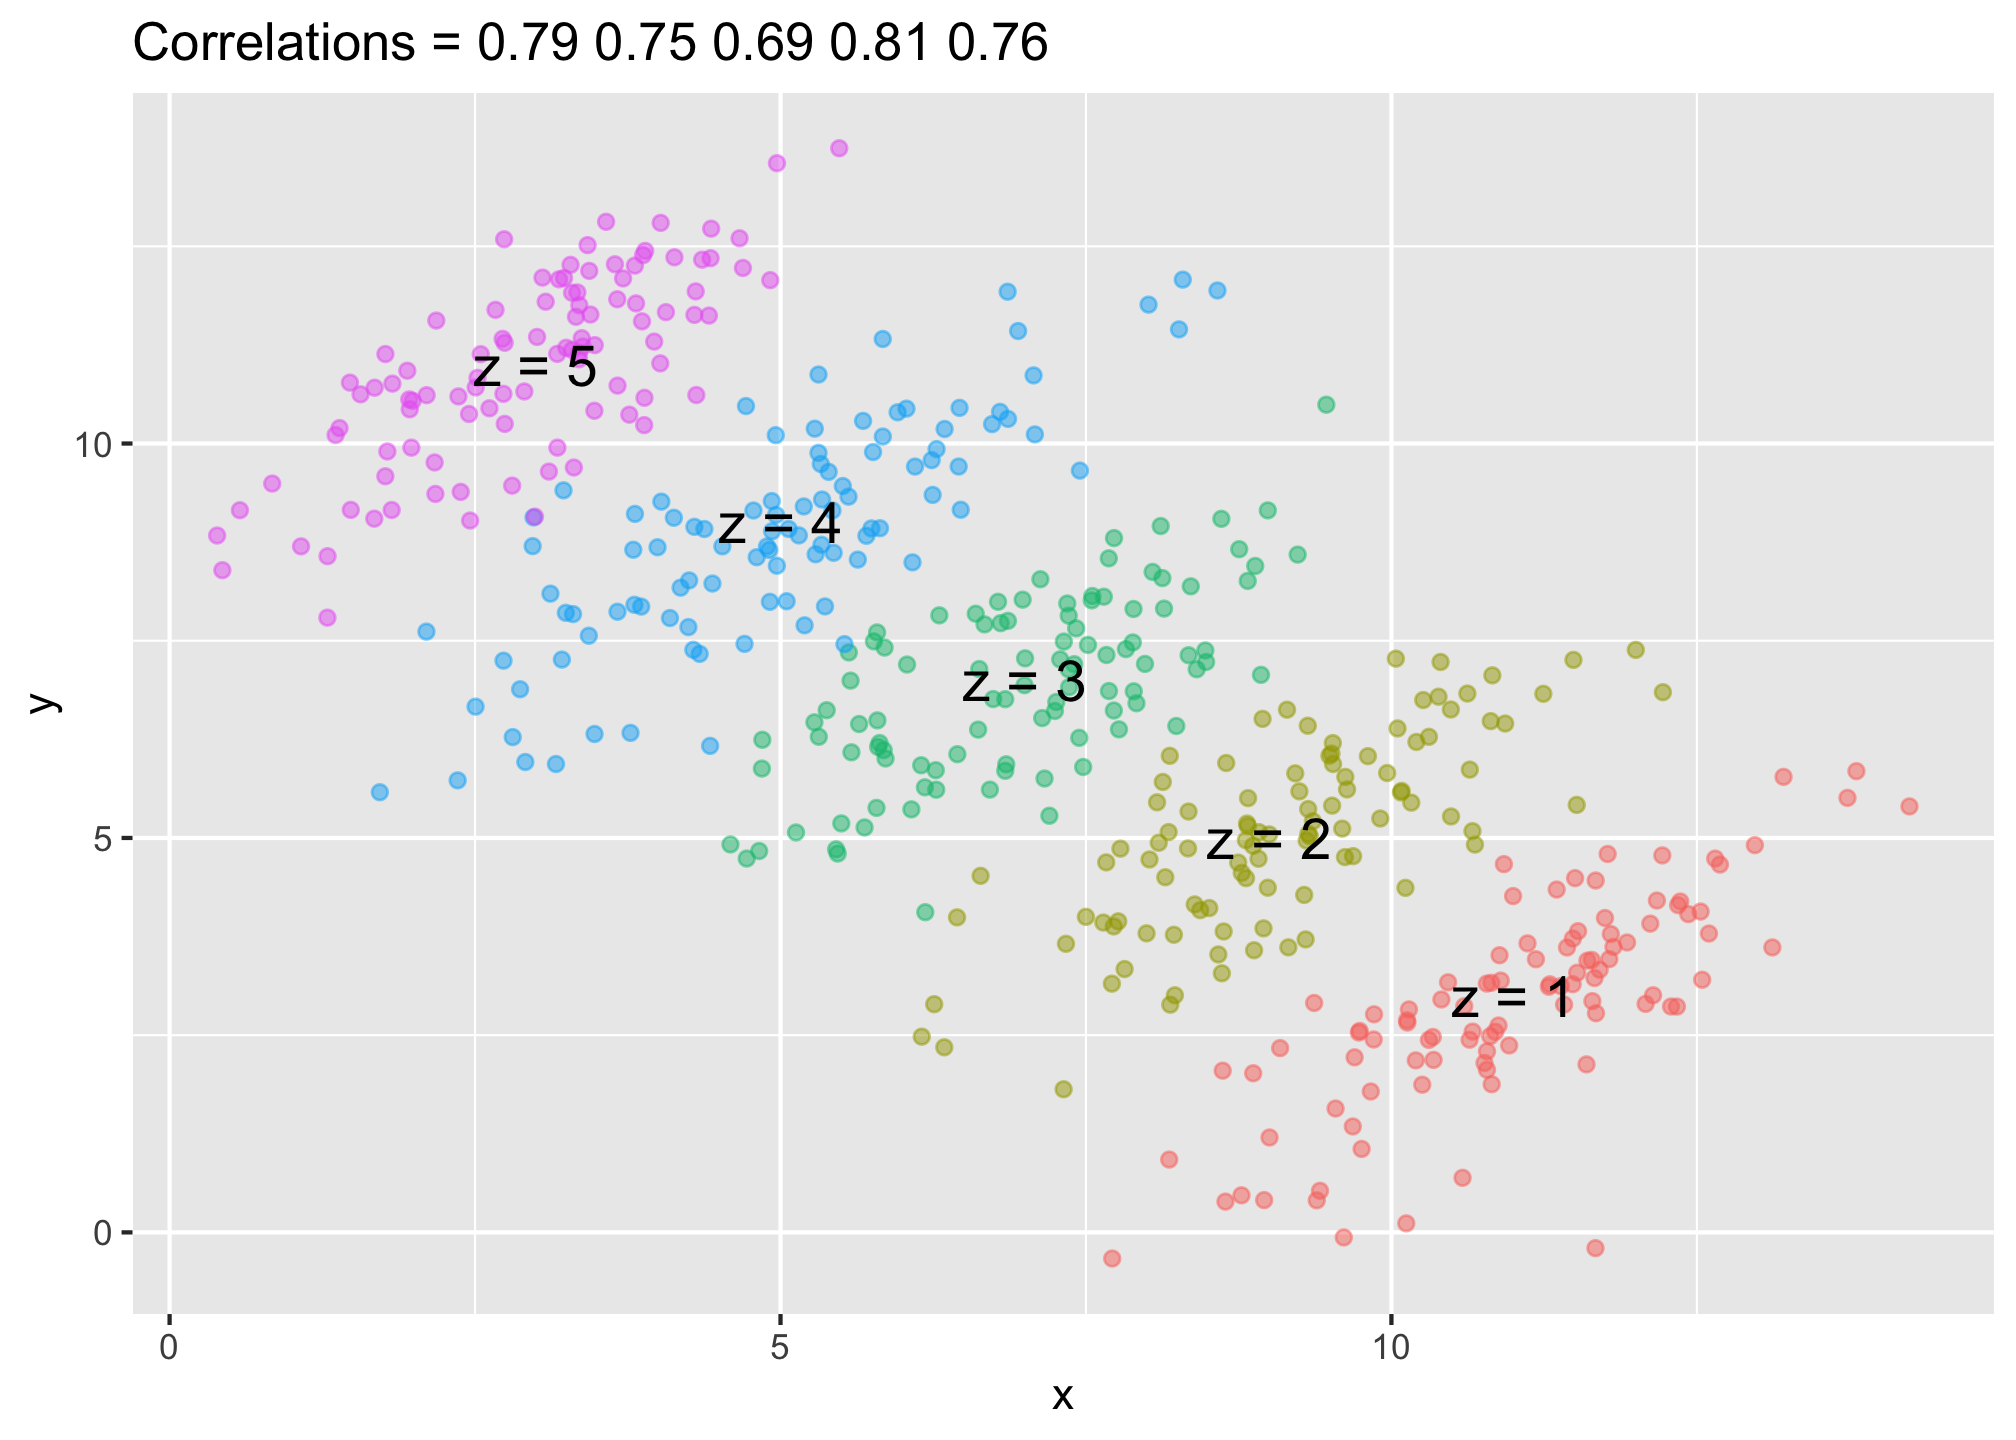 Correlations = 0.79 0.75 0.69 0.81 0.76
z = 5
z = 4
z = 3
z = 2
z = 1
10
5
0
y
0 5 10
x